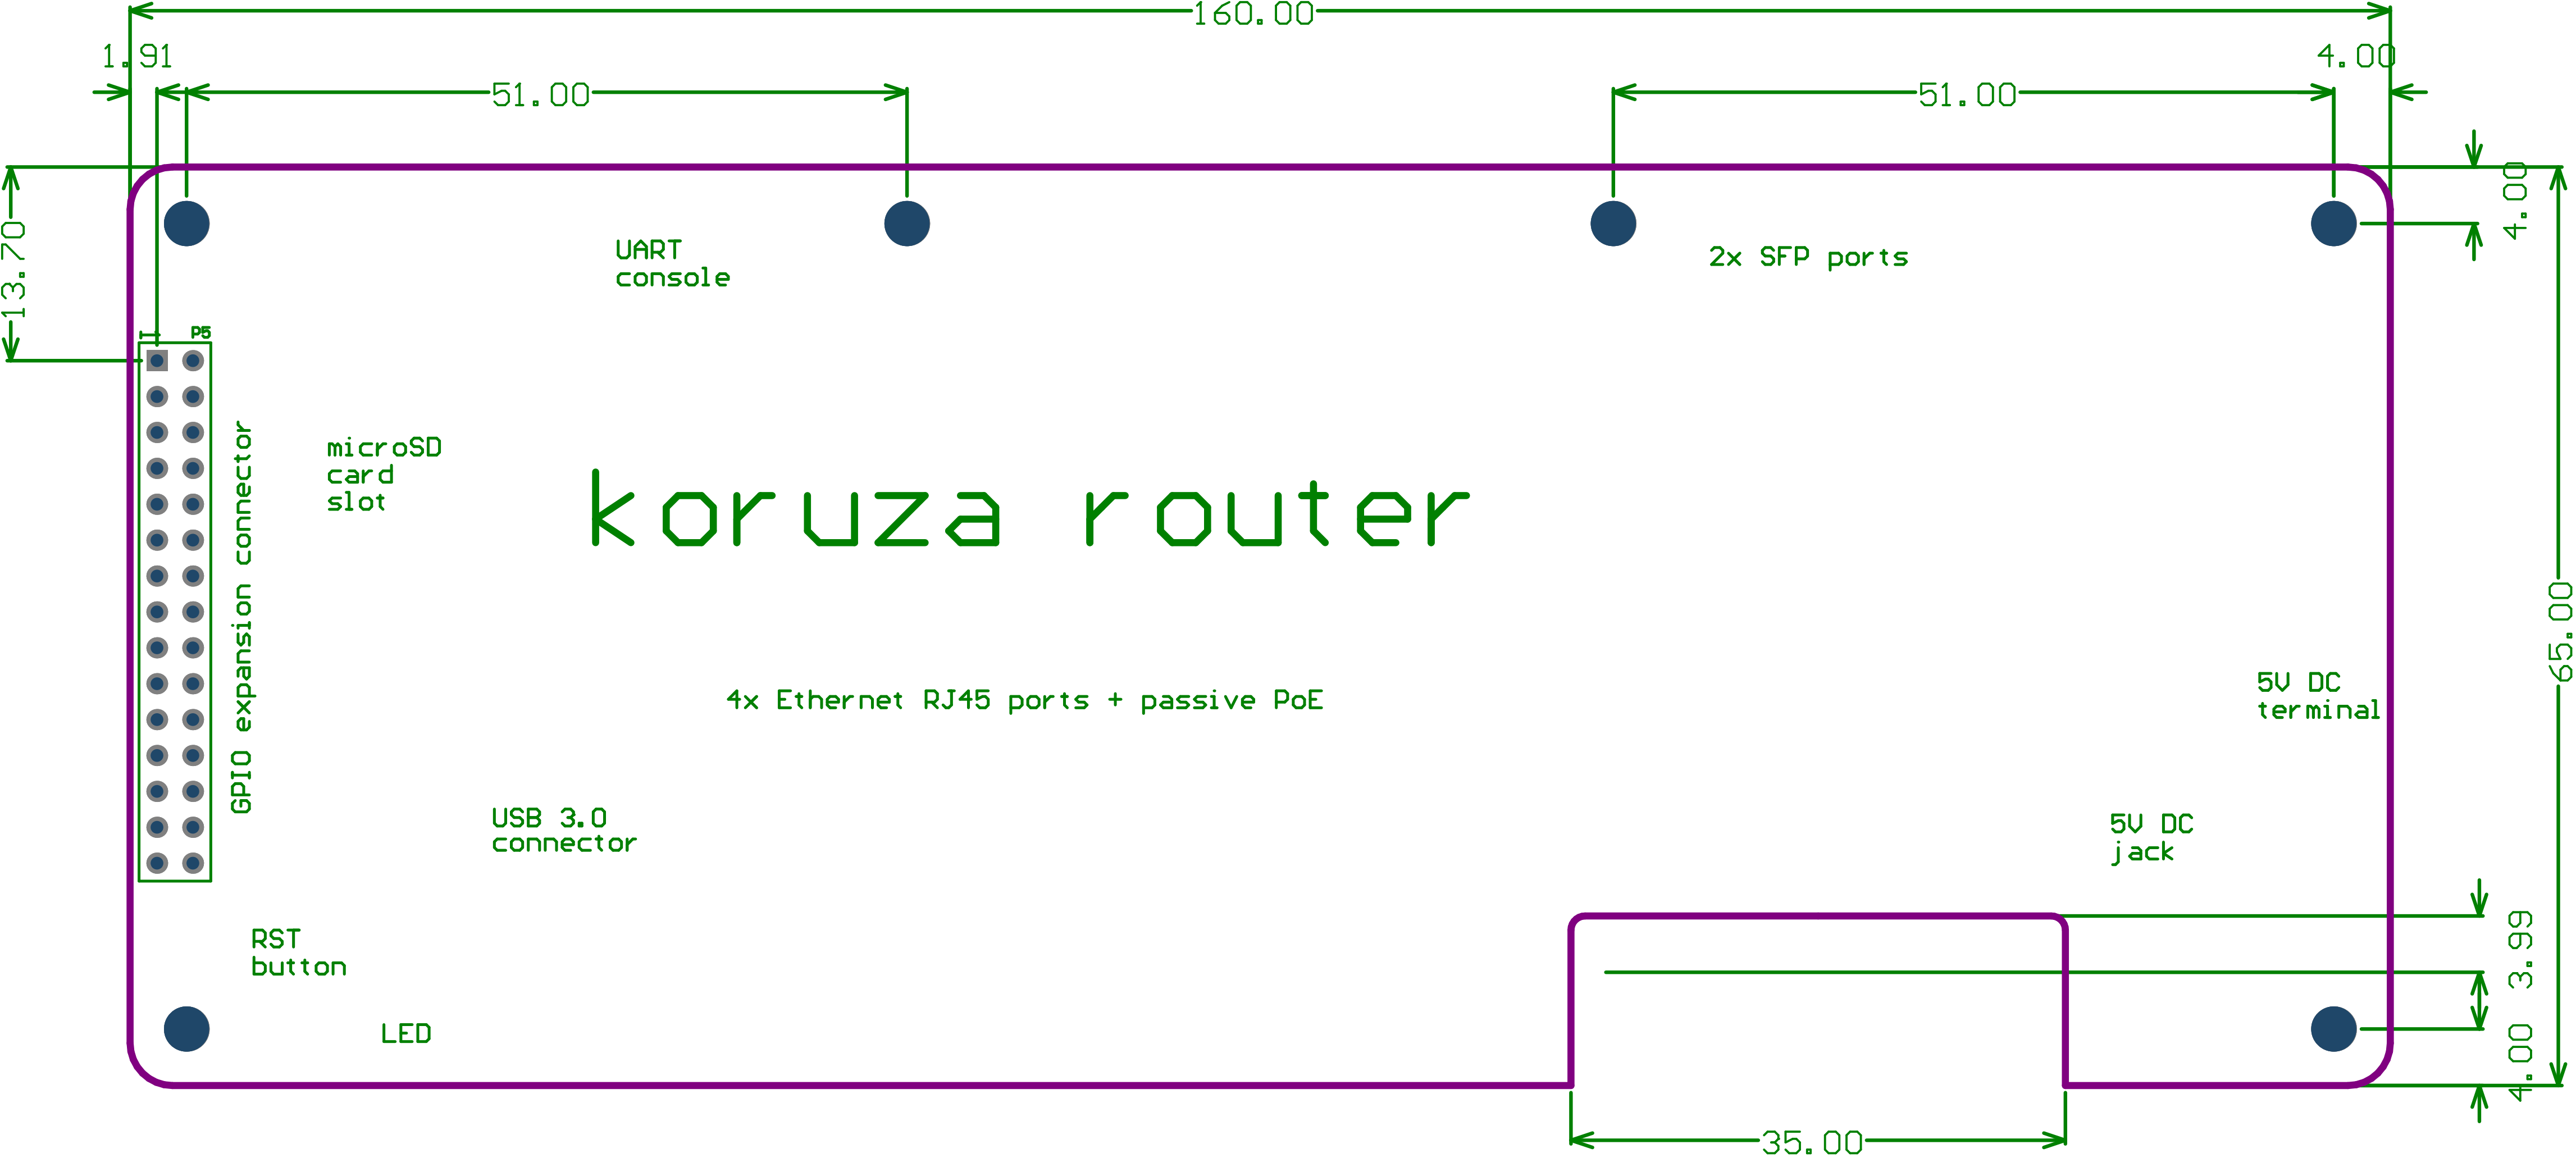 160.00
1.91
4.00
51.00
51.00
4.00
13.70
UART
console
2x SFP ports
1
P5
microSD
card
slot
koruza router
GPIO expansion connector
65.00
4x Ethernet RJ45 ports + passive PoE
5V DC
terminal
USB 3.0
connector
5V DC
jack
3.99
RST
button
LED
4.00
35.00